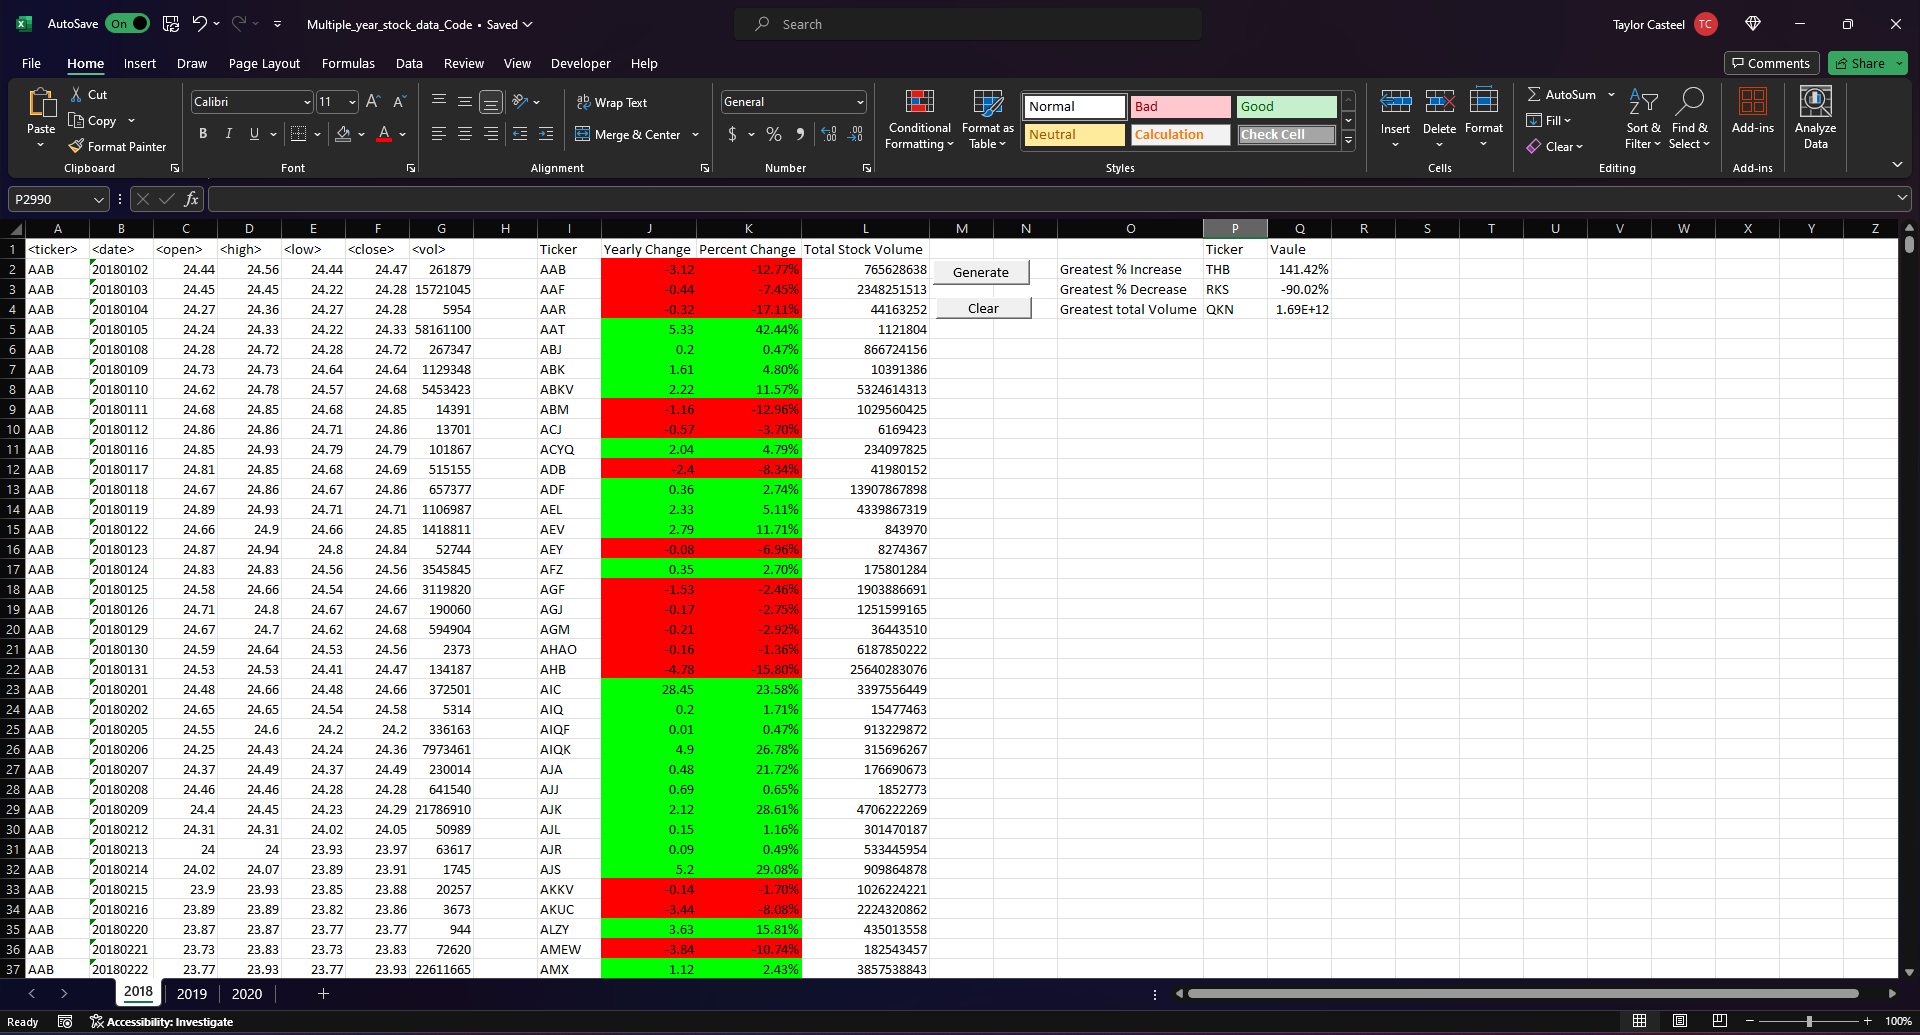 AutoSave On Multiple_year_stock_data_Code • Saved Search Taylor Casteel TC
File Home Insert Draw Page Layout Formulas Data Review View Developer Help Comments Share
Paste Cut Copy Format Painter Clipboard
Calibri 11 A A B I U A Font
ab Wrap Text Merge & Center Alignment
General $ % Number
Conditional Formatting Format as Table
Normal Bad Good
Neutral Calculation Check Cell
Styles
Insert Delete Format Cells
AutoSum Fill Clear Sort & Filter Find & Select Editing
Add-ins Add-ins
Analyze Data
P2990 fx
A B C D E F G H I J K L M N O P Q R S T U V W X Y Z
1 <ticker> <date> <open> <high> <low> <close> <vol> Ticker Yearly Change Percent Change Total Stock Volume Ticker Vaule
2 AAB 20180102 24.44 24.56 24.44 24.47 261879 AAB -3.12 -12.77% 765628638 Generate Greatest % Increase THB 141.42%
3 AAB 20180103 24.45 24.45 24.22 24.28 15721045 AAF -0.44 -7.45% 2348251513 Greatest % Decrease RKS -90.02%
4 AAB 20180104 24.27 24.36 24.27 24.28 5954 AAR -0.32 -17.11% 44163252 Clear Greatest total Volume QKN 1.69E+12
5 AAB 20180105 24.24 24.33 24.22 24.33 58161100 AAT 5.33 42.44% 1121804
6 AAB 20180108 24.28 24.72 24.28 24.72 267347 ABJ 0.2 0.47% 866724156
7 AAB 20180109 24.73 24.73 24.64 24.64 1129348 ABK 1.61 4.80% 10391386
8 AAB 20180110 24.62 24.78 24.57 24.68 5453423 ABKV 2.22 11.57% 5324614313
9 AAB 20180111 24.68 24.85 24.68 24.85 14391 ABM -1.16 -12.96% 1029560425
10 AAB 20180112 24.86 24.86 24.71 24.86 13701 ACJ -0.57 -3.70% 6169423
11 AAB 20180116 24.85 24.93 24.79 24.79 101867 ACYQ 2.04 4.79% 234097825
12 AAB 20180117 24.81 24.85 24.68 24.69 515155 ADB -2.4 -8.34% 41980152
13 AAB 20180118 24.67 24.86 24.67 24.86 657377 ADF 0.36 2.74% 13907867898
14 AAB 20180119 24.89 24.93 24.71 24.71 1106987 AEL 2.33 5.11% 4339867319
15 AAB 20180122 24.66 24.9 24.66 24.85 1418811 AEV 2.79 11.71% 843970
16 AAB 20180123 24.87 24.94 24.8 24.84 52744 AEY -0.08 -6.96% 8274367
17 AAB 20180124 24.83 24.83 24.56 24.56 3545845 AFZ 0.35 2.70% 175801284
18 AAB 20180125 24.58 24.66 24.54 24.66 3119820 AGF -1.53 -2.46% 1903886691
19 AAB 20180126 24.71 24.8 24.67 24.67 190060 AGJ -0.17 -2.75% 1251599165
20 AAB 20180129 24.67 24.7 24.62 24.68 594904 AGM -0.21 -2.92% 36443510
21 AAB 20180130 24.59 24.64 24.53 24.56 2373 AHAO -0.16 -1.36% 6187850222
22 AAB 20180131 24.53 24.53 24.41 24.47 134187 AHB -4.78 -15.80% 25640283076
23 AAB 20180201 24.48 24.66 24.48 24.66 372501 AIC 28.45 23.58% 3397556449
24 AAB 20180202 24.65 24.65 24.54 24.58 5314 AIQ 0.2 1.71% 15477463
25 AAB 20180205 24.55 24.6 24.2 24.2 336163 AIQF 0.01 0.47% 913229872
26 AAB 20180206 24.25 24.43 24.24 24.36 7973461 AIQK 4.9 26.78% 315696267
27 AAB 20180207 24.37 24.49 24.37 24.49 230014 AJA 0.48 21.72% 176690673
28 AAB 20180208 24.46 24.46 24.28 24.28 641540 AJJ 0.69 0.65% 1852773
29 AAB 20180209 24.4 24.45 24.23 24.29 21786910 AJK 2.12 28.61% 4706222269
30 AAB 20180212 24.31 24.31 24.02 24.05 50989 AJL 0.15 1.16% 301470187
31 AAB 20180213 24 24 23.93 23.97 63617 AJR 0.09 0.49% 533445954
32 AAB 20180214 24.02 24.07 23.89 23.91 1745 AJS 5.2 29.08% 909864878
33 AAB 20180215 23.9 23.93 23.85 23.88 20257 AKKV -0.14 -1.70% 1026224221
34 AAB 20180216 23.89 23.89 23.82 23.86 3673 AKUC -3.44 -8.08% 2224320862
35 AAB 20180220 23.87 23.87 23.77 23.77 944 ALZY 3.63 15.81% 435013558
36 AAB 20180221 23.73 23.83 23.73 23.83 72620 AMEW -3.84 -10.74% 182543457
37 AAB 20180222 23.77 23.93 23.77 23.93 22611665 AMX 1.12 2.43% 3857538843
2018 2019 2020
Ready Accessibility: Investigate 100%